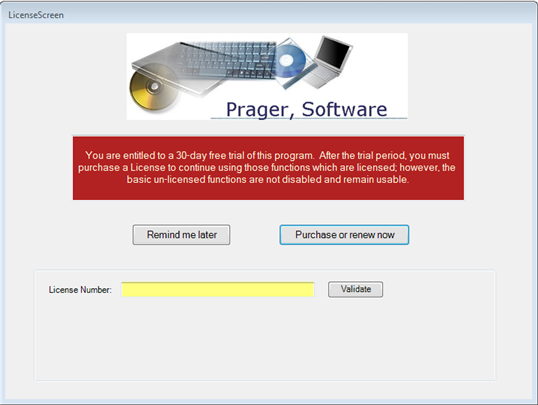 LicenseScreen
Prager, Software
You are entitled to a 30-day free trial of this program.  After the trial period, you must
purchase a License to continue using those functions which are licensed; however, the
basic un-licensed functions are not disabled and remain usable.
Remind me later
Purchase or renew now
License Number:
Validate